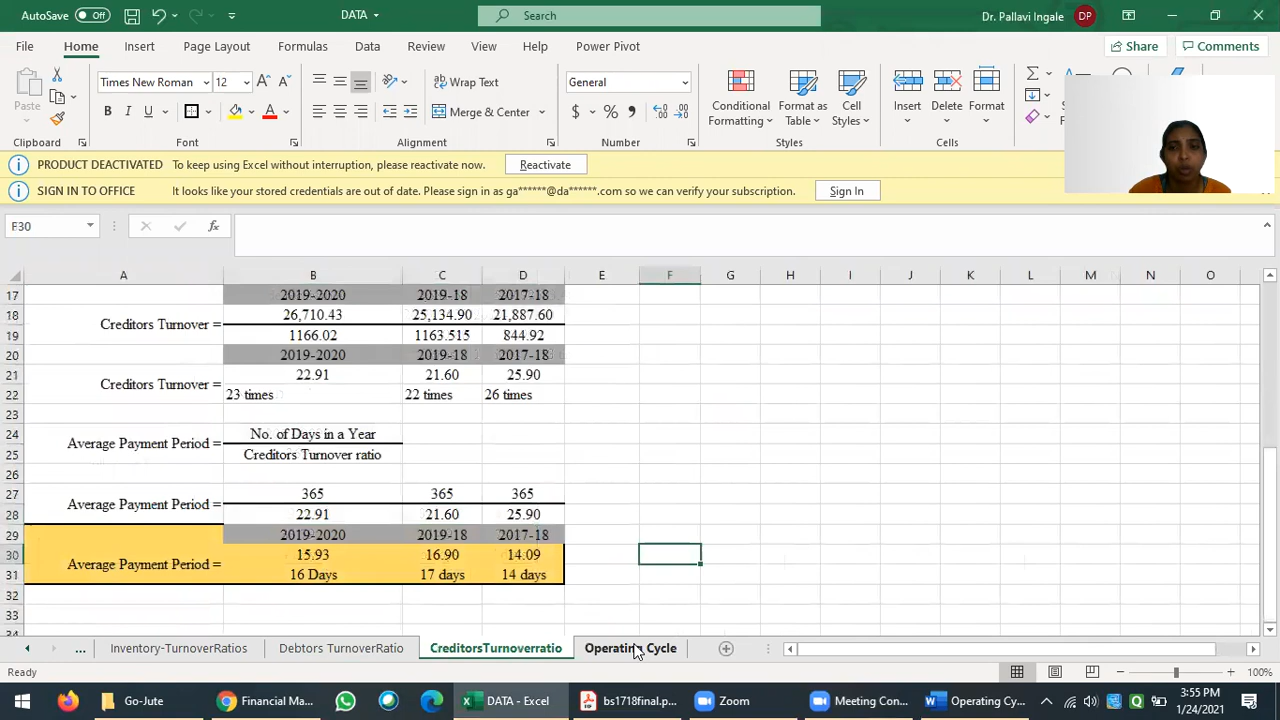 AutoSave Off DATA Search Dr. Pallavi Ingale DP
File Home Insert Page Layout Formulas Data Review View Help Power Pivot Share Comments
Paste Times New Roman 12 Wrap Text General
B I U Merge & Center $ % Conditional Formatting Format as Table Cell Styles Insert Delete Format
Clipboard Font Alignment Number Styles Cells
PRODUCT DEACTIVATED To keep using Excel without interruption, please reactivate now. Reactivate
SIGN IN TO OFFICE It looks like your stored credentials are out of date. Please sign in as ga******@da******.com so we can verify your subscription. Sign In
F30 fx
A B C D E F G H I J K L M N O
17 2019-2020 2019-18 2017-18
18 26,710.43 25,134.90 21,887.60
Creditors Turnover =
19 1166.02 1163.515 844.92
20 2019-2020 2019-18 2017-18
21 22.91 21.60 25.90
Creditors Turnover =
22 23 times 22 times 26 times
23
24 No. of Days in a Year
Average Payment Period =
25 Creditors Turnover ratio
26
27 365 365 365
Average Payment Period =
28 22.91 21.60 25.90
29 2019-2020 2019-18 2017-18
30 15.93 16.90 14.09
Average Payment Period =
31 16 Days 17 days 14 days
32
33
34
... Inventory-TurnoverRatios Debtors TurnoverRatio CreditorsTurnoverratio Operating Cycle
Ready 100%
Go-Jute Financial Ma... DATA - Excel bs1718final.p... Zoom Meeting Con... Operating Cy... 3:55 PM
1/24/2021